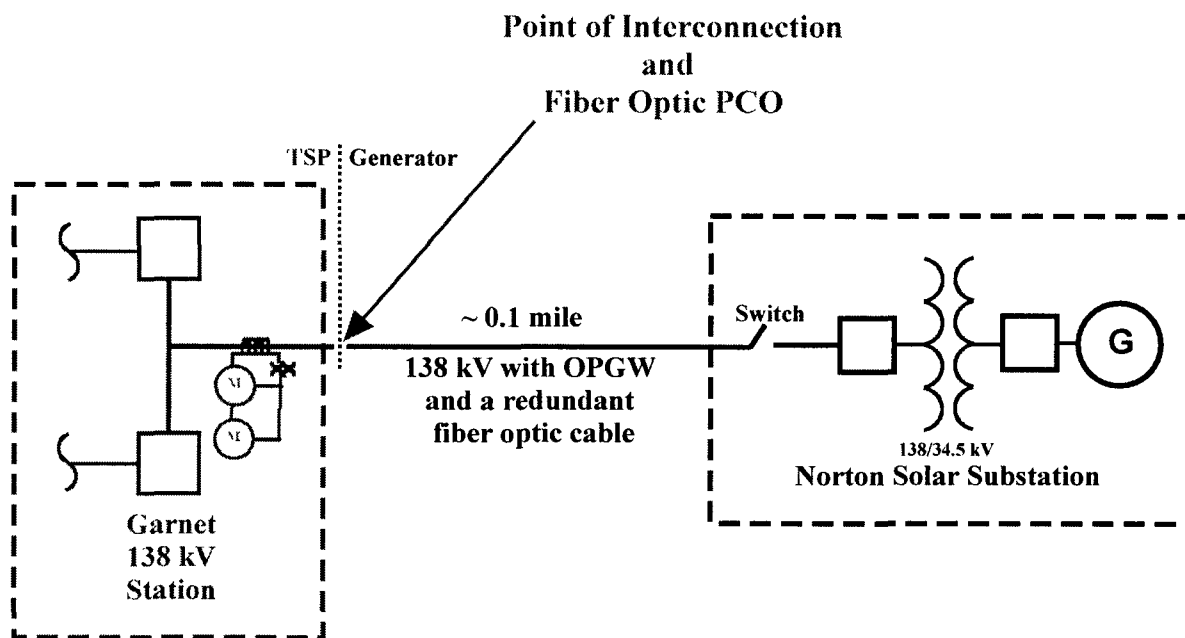 Point of Interconnection
and
Fiber Optic PCO
TSP
Generator
~ 0.1 mile
Switch
138 kV with OPGW
and a redundant
fiber optic cable
M
M
G
138/34.5 kV
Norton Solar Substation
Garnet
138 kV
Station